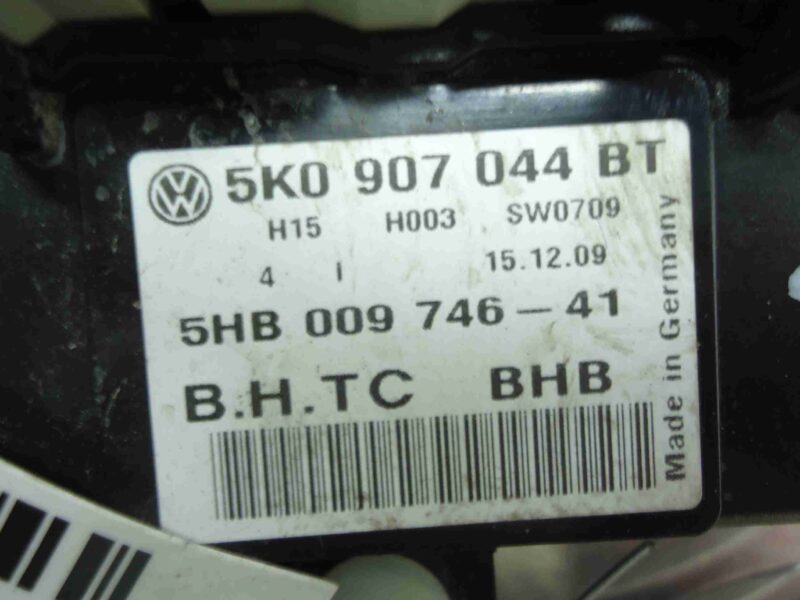 VW 5K0 907 044 BT
H15 H003 SW0709
4 I 15.12.09
5HB 009 746-41
B.H.TC BHB
Made in Germany